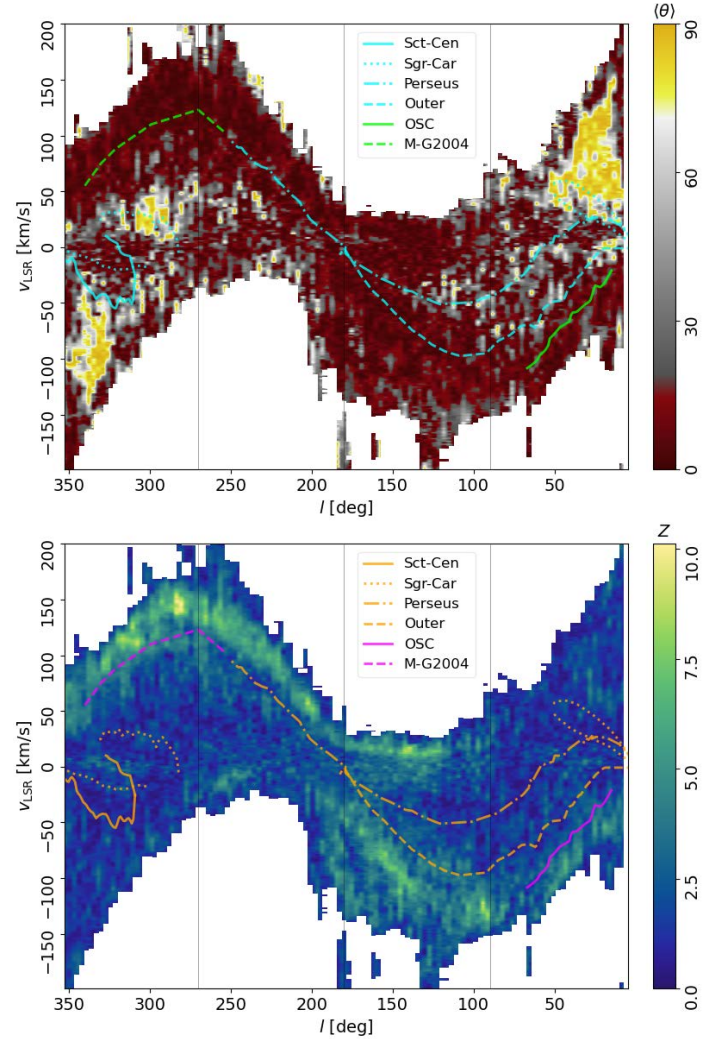 ⟨θ⟩
200
150
100
50
0
−50
−100
−150
v_LSR [km/s]
Sct-Cen
Sgr-Car
Perseus
Outer
OSC
M-G2004
350
300
250
200
150
100
50
l [deg]
90
60
30
0
Z
200
150
100
50
0
−50
−100
−150
v_LSR [km/s]
Sct-Cen
Sgr-Car
Perseus
Outer
OSC
M-G2004
350
300
250
200
150
100
50
l [deg]
10.0
7.5
5.0
2.5
0.0